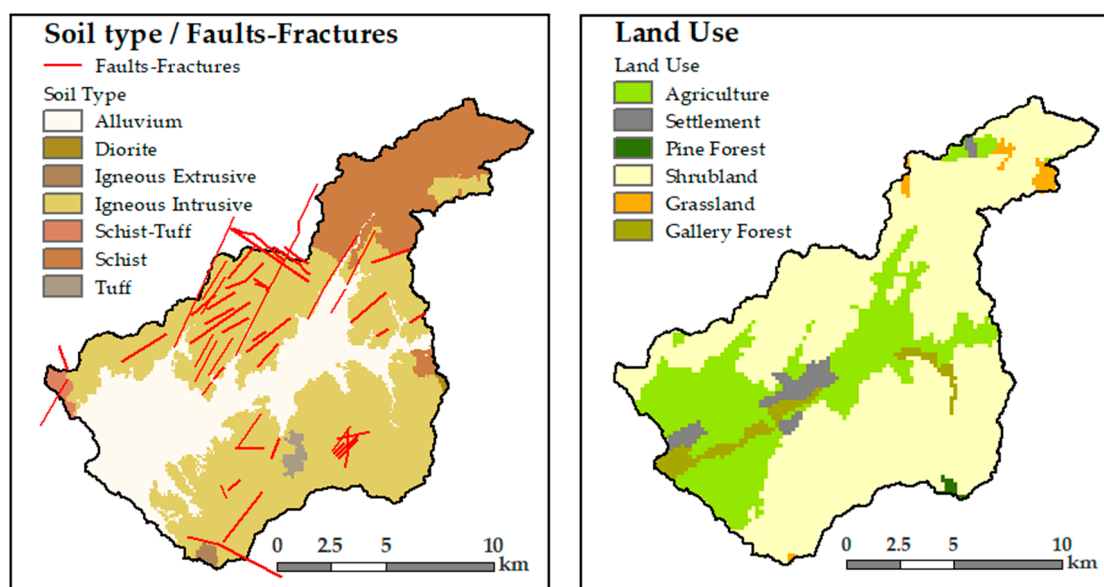 Soil type / Faults-Fractures
Faults-Fractures
Soil Type
Alluvium
Diorite
Igneous Extrusive
Igneous Intrusive
Schist-Tuff
Schist
Tuff
0 2.5 5 10
km
Land Use
Land Use
Agriculture
Settlement
Pine Forest
Shrubland
Grassland
Gallery Forest
0 2.5 5 10
km